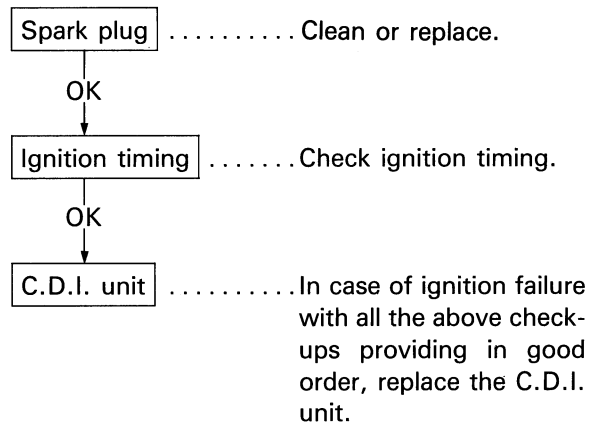 Spark plug .......... Clean or replace.
OK
Ignition timing ....... Check ignition timing.
OK
C.D.I. unit .......... In case of ignition failure
with all the above check-
ups providing in good
order, replace the C.D.I.
unit.